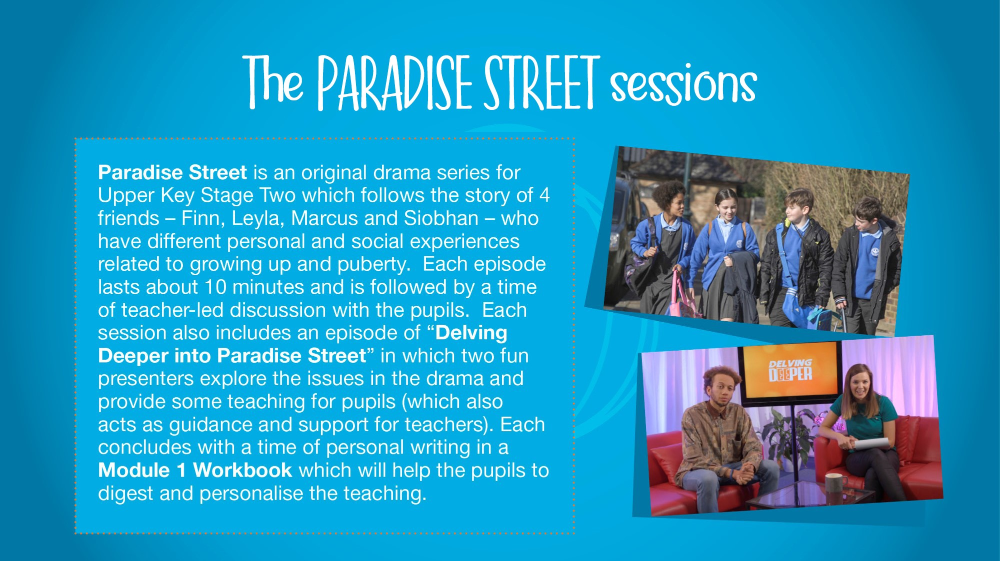 The PARADISE STREET sessions
Paradise Street is an original drama series for
Upper Key Stage Two which follows the story of 4
friends – Finn, Leyla, Marcus and Siobhan – who
have different personal and social experiences
related to growing up and puberty.  Each episode
lasts about 10 minutes and is followed by a time
of teacher-led discussion with the pupils.  Each
session also includes an episode of “Delving
Deeper into Paradise Street” in which two fun
presenters explore the issues in the drama and
provide some teaching for pupils (which also
acts as guidance and support for teachers). Each
concludes with a time of personal writing in a
Module 1 Workbook which will help the pupils to
digest and personalise the teaching.
DELVING
DEEPER